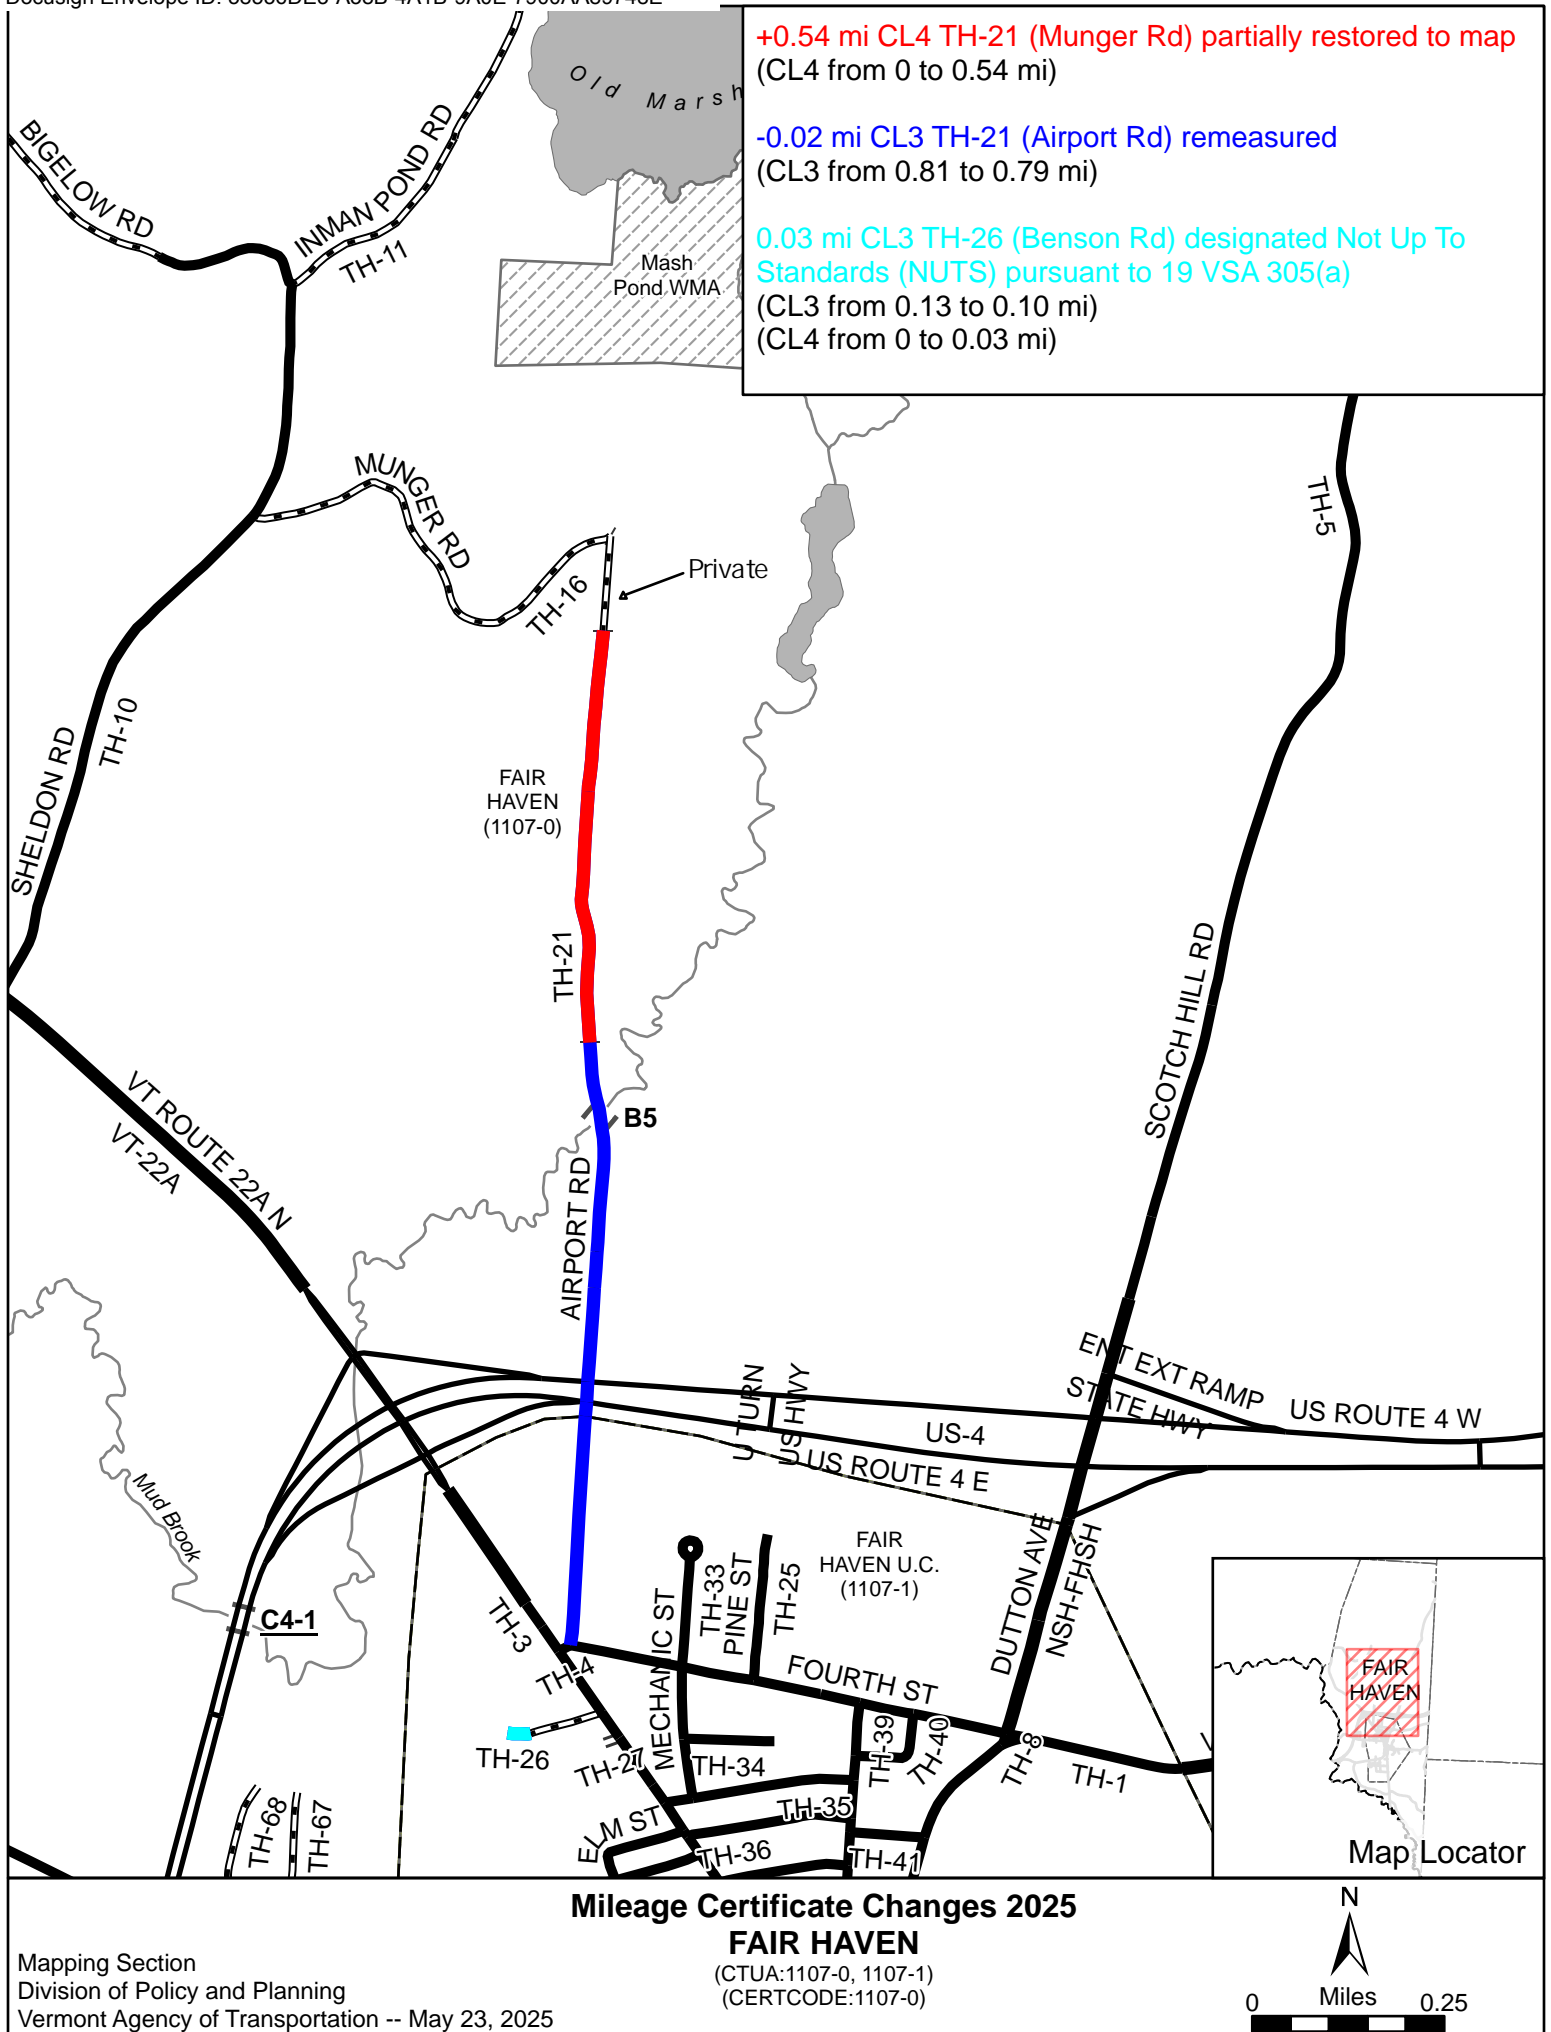 +0.54 mi CL4 TH-21 (Munger Rd) partially restored to map
(CL4 from 0 to 0.54 mi)
-0.02 mi CL3 TH-21 (Airport Rd) remeasured
(CL3 from 0.81 to 0.79 mi)
0.03 mi CL3 TH-26 (Benson Rd) designated Not Up To
Standards (NUTS) pursuant to 19 VSA 305(a)
(CL3 from 0.13 to 0.10 mi)
(CL4 from 0 to 0.03 mi)
Old Marsh
BIGELOW RD
INMAN POND RD
TH-11
Mash
Pond WMA
MUNGER RD
TH-16
Private
TH-5
TH-10
SHELDON RD
FAIR
HAVEN
(1107-0)
TH-21
SCOTCH HILL RD
VT ROUTE 22A N
VT-22A
B5
AIRPORT RD
ENT EXT RAMP
STATE HWY
US ROUTE 4 W
U TURN
US HWY
US-4
US ROUTE 4 E
Mud Brook
C4-1
FAIR
HAVEN U.C.
(1107-1)
DUTTON AVE
NSH-FHSH
TH-3
TH-4
MECHANIC ST
TH-33
PINE ST
TH-25
FOURTH ST
TH-26
TH-27
TH-34
TH-39
TH-40
TH-8
TH-1
TH-68
TH-67
ELM ST
TH-35
TH-36
TH-41
FAIR
HAVEN
Map Locator
Mileage Certificate Changes 2025
FAIR HAVEN
(CTUA:1107-0, 1107-1)
(CERTCODE:1107-0)
Mapping Section
Division of Policy and Planning
Vermont Agency of Transportation -- May 23, 2025
N
Miles
0 0.25